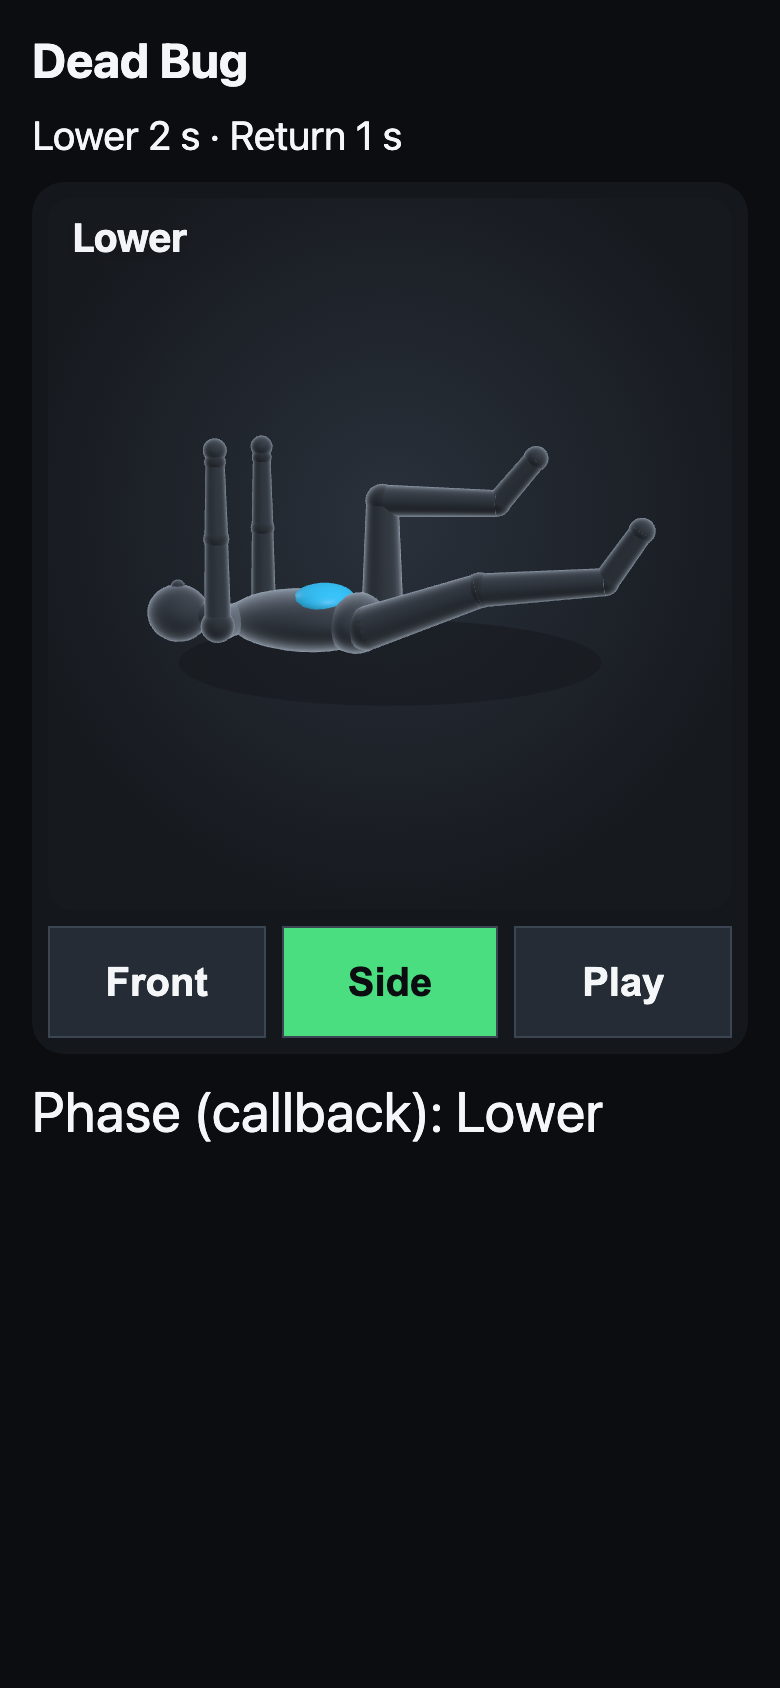 Dead Bug
Lower 2 s · Return 1 s
Lower
Front
Side
Play
Phase (callback): Lower